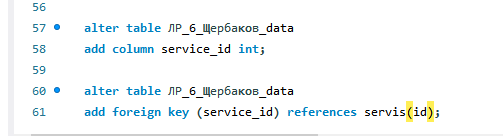 56
57 alter table ЛР_6_Щербаков_data
58 add column service_id int;
59
60 alter table ЛР_6_Щербаков_data
61 add foreign key (service_id) references servis(id);